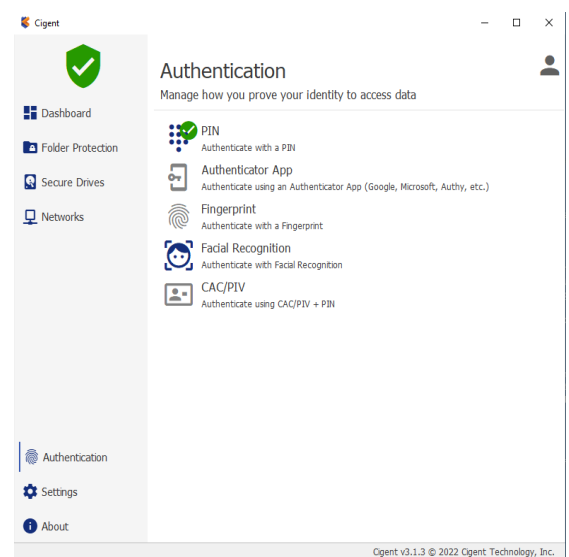 Cigent
Authentication
Manage how you prove your identity to access data
Dashboard
Folder Protection
Secure Drives
Networks
PIN
Authenticate with a PIN
Authenticator App
Authenticate using an Authenticator App (Google, Microsoft, Authy, etc.)
Fingerprint
Authenticate with a Fingerprint
Facial Recognition
Authenticate with Facial Recognition
CAC/PIV
Authenticate using CAC/PIV + PIN
Authentication
Settings
About
Cigent v3.1.3 © 2022 Cigent Technology, Inc.